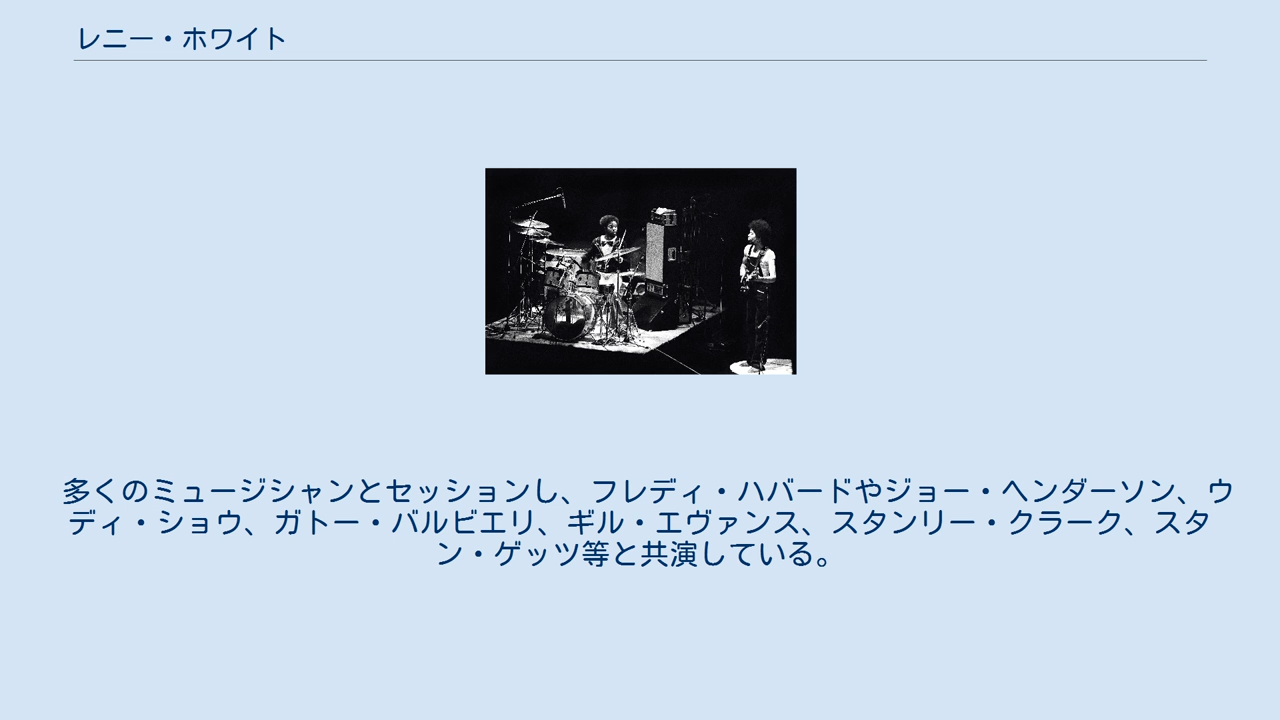 レニー・ホワイト
多くのミュージシャンとセッションし、フレディ・ハバードやジョー・ヘンダーソン、ウ
ディ・ショウ、ガトー・バルビエリ、ギル・エヴァンス、スタンリー・クラーク、スタ
ン・ゲッツ等と共演している。